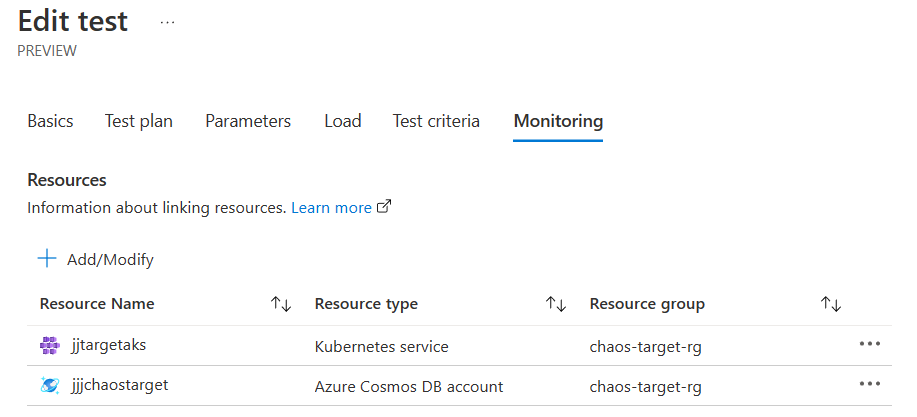 Edit test ...
PREVIEW
Basics Test plan Parameters Load Test criteria Monitoring
Resources
Information about linking resources. Learn more
Add/Modify
Resource Name Resource type Resource group
jjtargetaks Kubernetes service chaos-target-rg
jjjchaostarget Azure Cosmos DB account chaos-target-rg